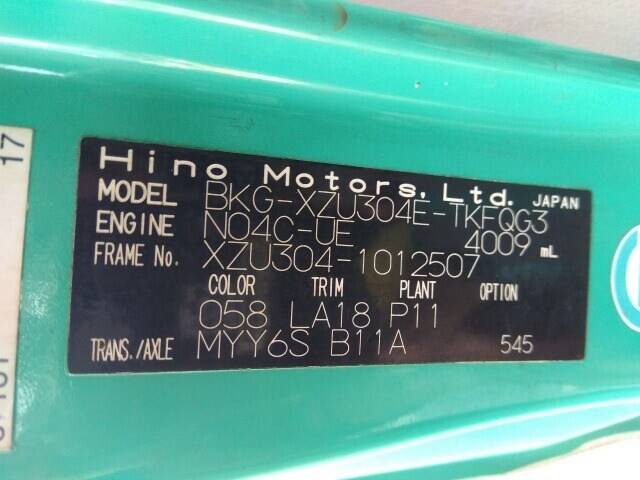 Hino Motors, Ltd. JAPAN
MODEL BKG-XZU304E-TKFQG3
ENGINE N04C-UE 4009 mL
FRAME No. XZU304-1012507
COLOR TRIM PLANT OPTION
058 LA18 P11
TRANS./AXLE MYY6S B11A 545
17